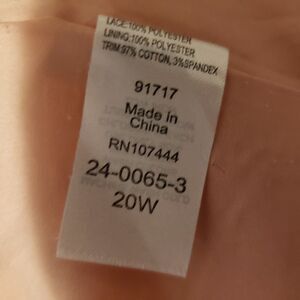 LACE:100% POLYESTER
LINING:100% POLYESTER
TRIM:97% COTTON, 3%SPANDEX
91717
Made In
China
RN107444
24-0065-3
20W